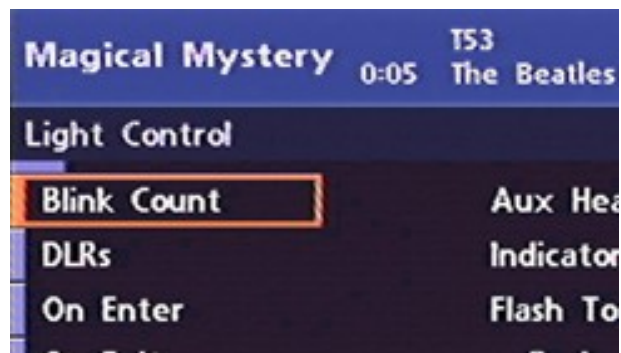 Magical Mystery
0:05
T53
The Beatles
Light Control
Blink Count
Aux
DLRs
On Enter
Flash